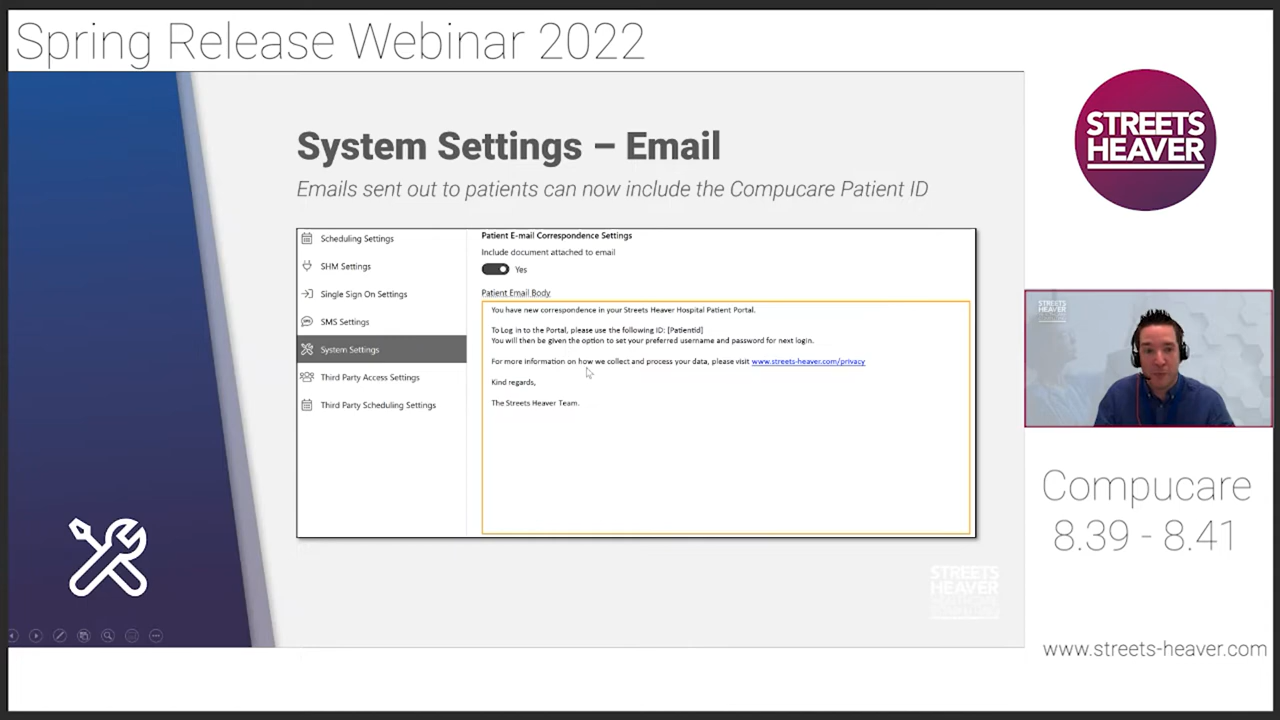 Spring Release Webinar 2022
System Settings – Email
Emails sent out to patients can now include the Compucare Patient ID
Scheduling Settings
SHM Settings
Single Sign On Settings
SMS Settings
System Settings
Third Party Access Settings
Third Party Scheduling Settings
Patient E-mail Correspondence Settings
Include document attached to email
Yes
Patient Email Body
You have new correspondence in your Streets Heaver Hospital Patient Portal.
To Log in to the Portal, please use the following ID: [PatientId]
You will then be given the option to set your preferred username and password for next login.
For more information on how we collect and process your data, please visit www.streets-heaver.com/privacy
Kind regards,
The Streets Heaver Team.
STREETS
HEAVER
STREETS
HEAVER
STREETS
HEAVER
Compucare
8.39 - 8.41
www.streets-heaver.com